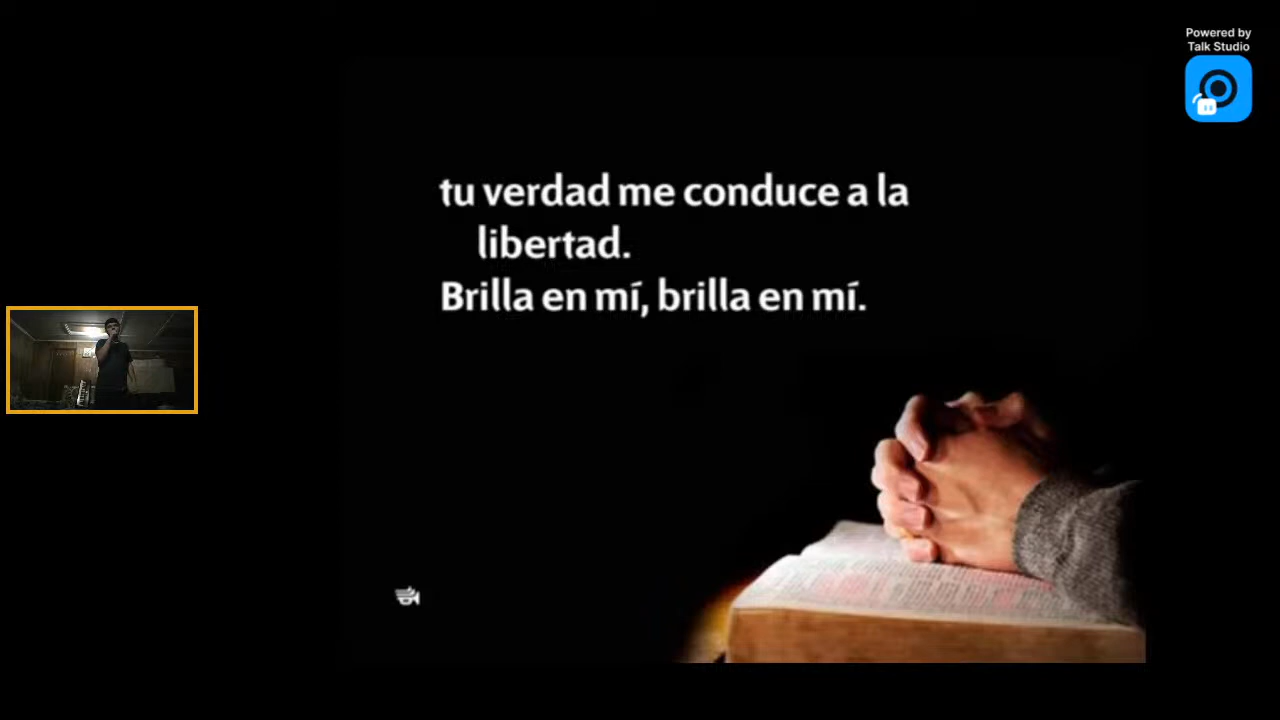 Powered by
Talk Studio
tu verdad me conduce a la
libertad.
Brilla en mí, brilla en mí.